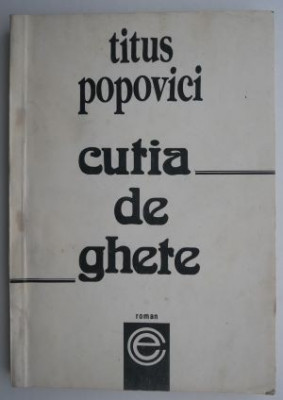 titus
popovici
cutia
de
ghete
roman
e